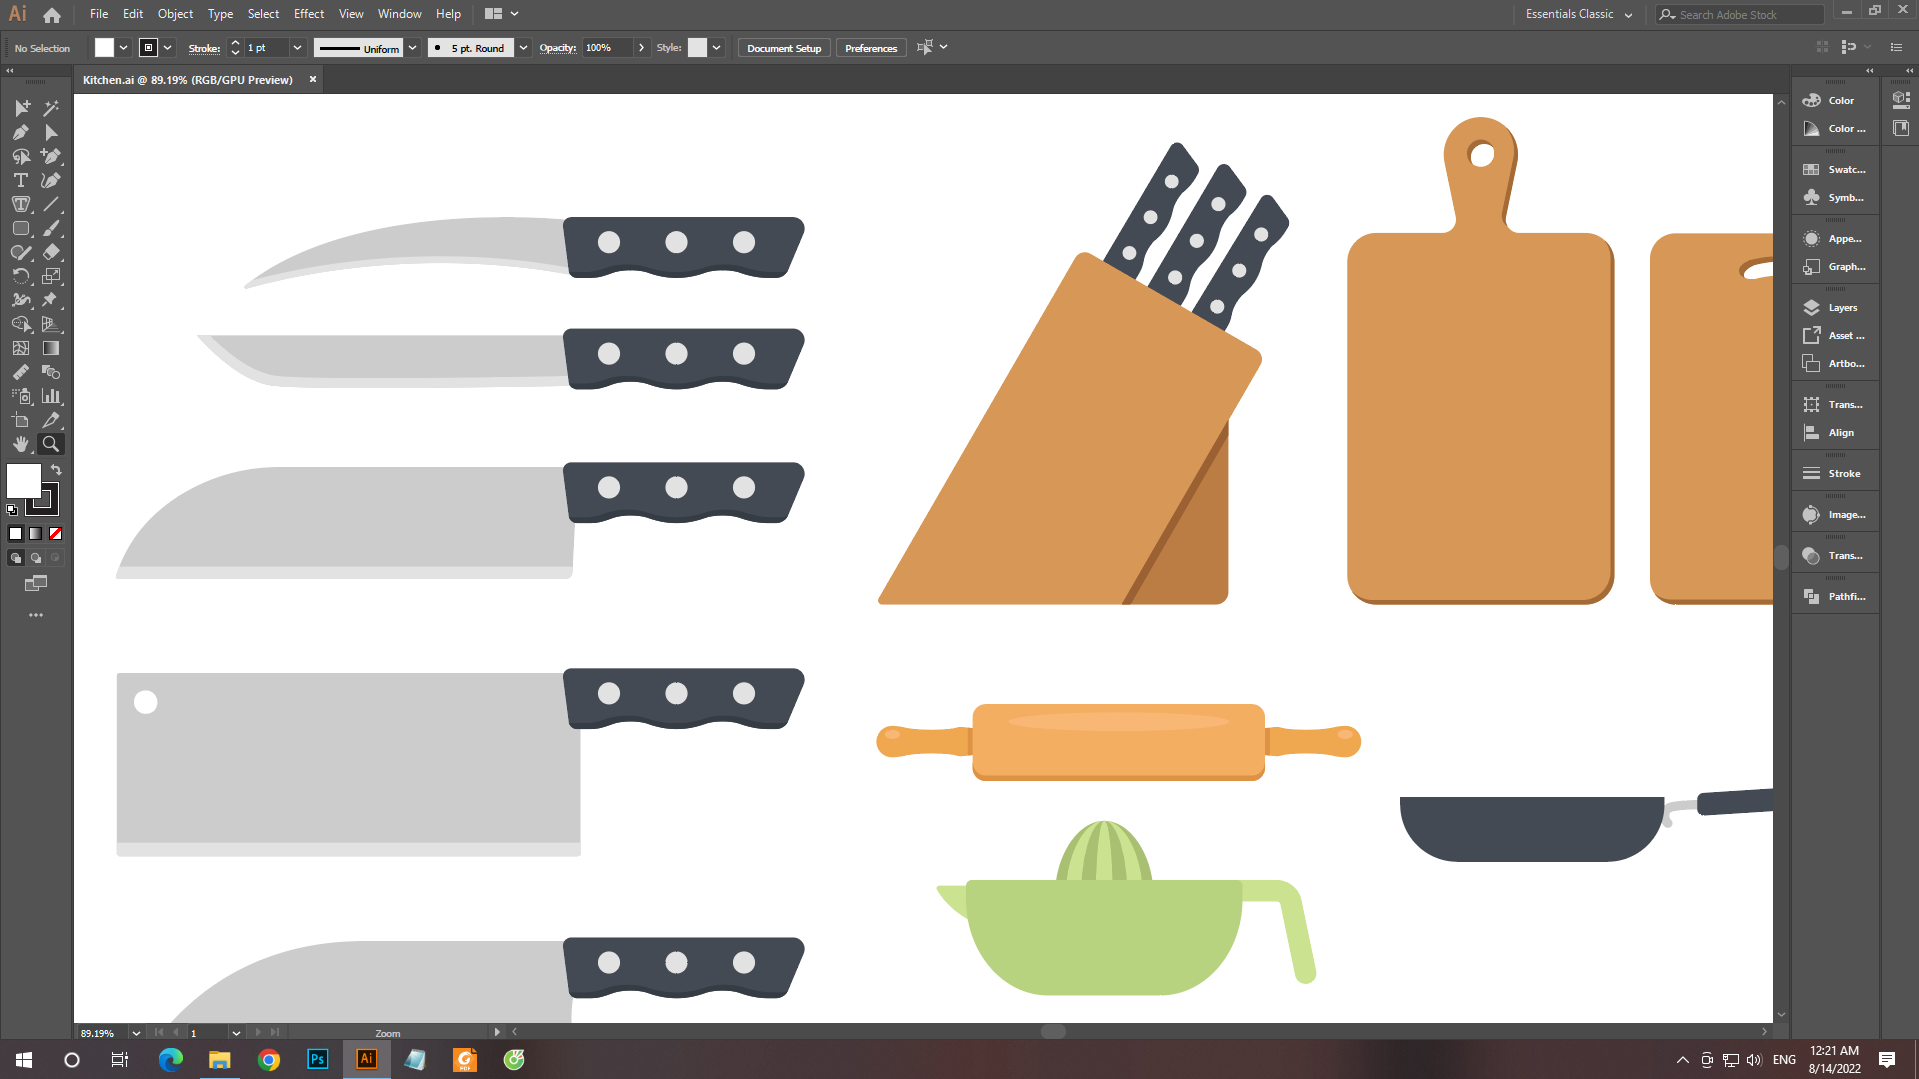 Ai File Edit Object Type Select Effect View Window Help Essentials Classic Search Adobe Stock
No Selection Stroke: 1 pt Uniform 5 pt. Round Opacity: 100% Style: Document Setup Preferences
Kitchen.ai @ 89.19% (RGB/GPU Preview)
Color
Color ...
Swatc...
Symb...
Appe...
Graph...
Layers
Asset ...
Artbo...
Trans...
Align
Stroke
Image...
Trans...
Pathfi...
89.19% 1 Zoom
Ps Ai PDF ENG 12:21 AM
8/14/2022